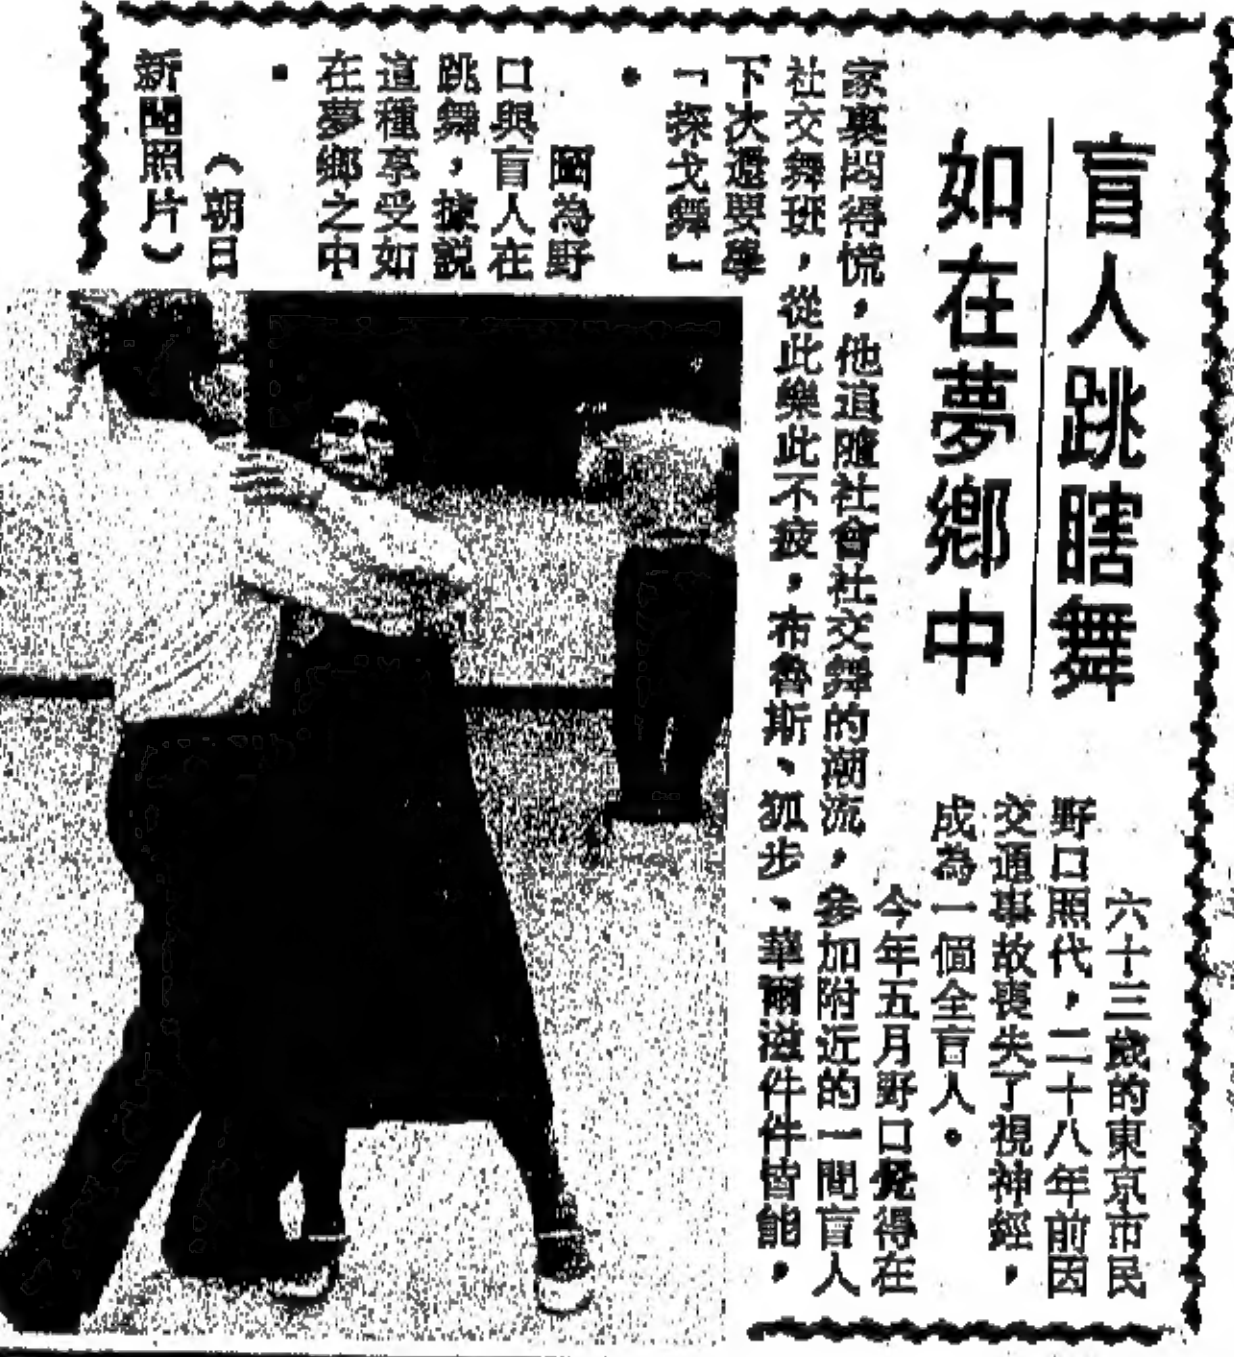 盲人跳瞎舞
如在夢鄉中
六十三歲的東京市民
野口照代，二十八年前因
交通事故喪失了視神經，
成為一個全盲人。
今年五月野口覺得在
家裏悶得慌，他追隨社會社交舞的潮流，參加附近的一間盲人
社交舞班，從此樂此不疲，布魯斯、狐步、華爾滋件件皆能，
下次還要學
「探戈舞」
。
圖為野
口與盲人在
跳舞，據説
這種享受如
在夢鄉之中
。
（朝日
新聞照片）